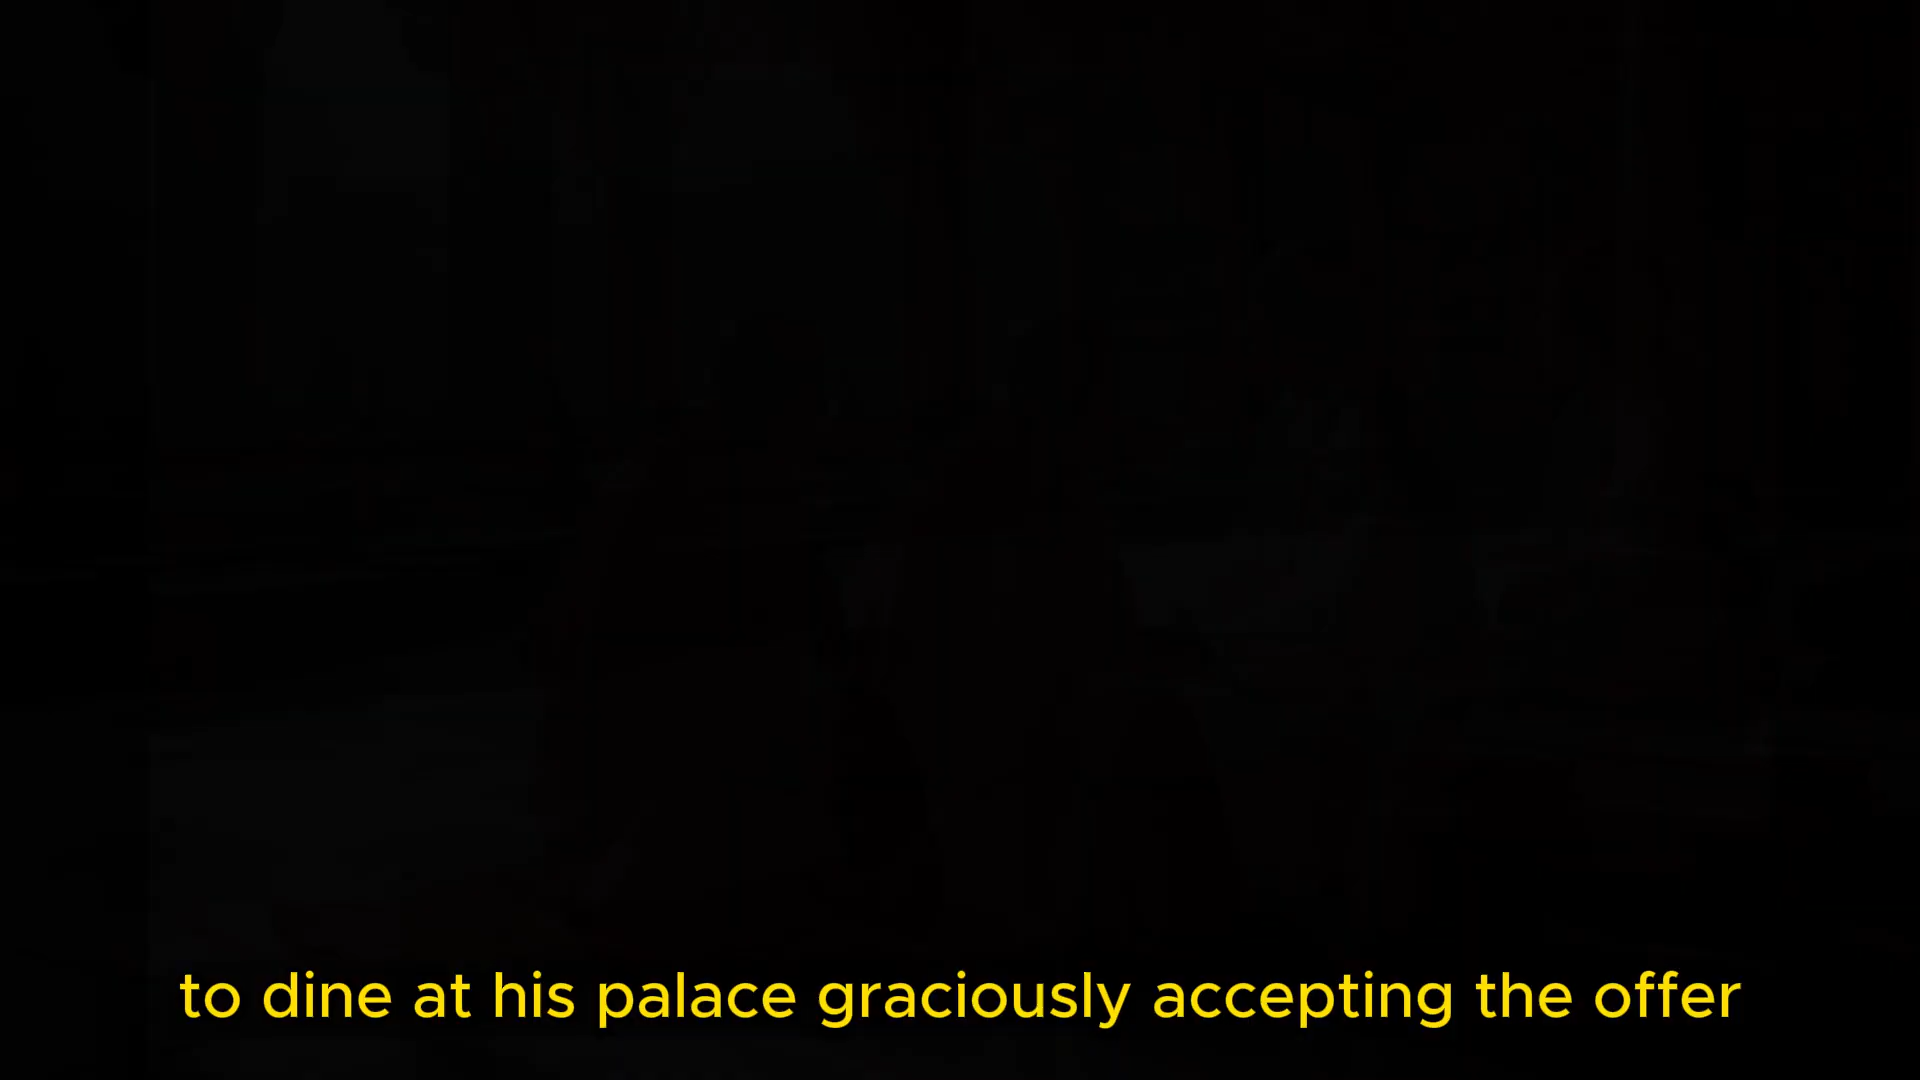 to dine at his palace graciously accepting the offer